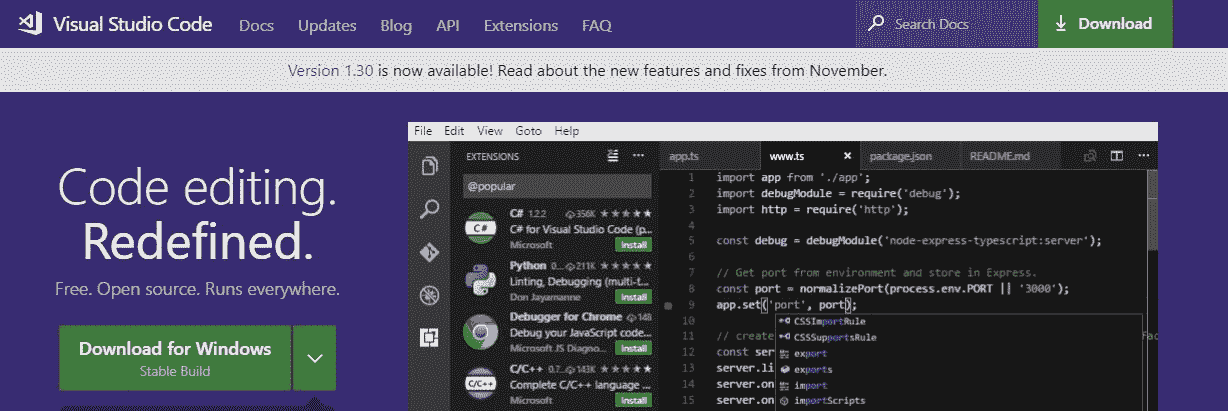 Visual Studio Code Docs Updates Blog API Extensions FAQ Search Docs Download
Version 1.30 is now available! Read about the new features and fixes from November.
Code editing.
Redefined.
Free. Open source. Runs everywhere.
Download for Windows
Stable Build
File Edit View Goto Help
EXTENSIONS
@popular
C# 1.2.2 356K
C# for Visual Studio Code (p...
Microsoft Install
Python 0... 211K
Linting, Debugging (multi-t...
Don Jayamanne Install
Debugger for Chrome 148
Debug your JavaScript code...
Microsoft JS Diagno... Install
C/C++ 0.7... 143K
Complete C/C++ language ...
Microsoft Install
app.ts www.ts package.json README.md
1 import app from './app';
2 import debugModule = require('debug');
3 import http = require('http');
4
5 const debug = debugModule('node-express-typescript:server');
6
7 // Get port from environment and store in Express.
8 const port = normalizePort(process.env.PORT || '3000');
9 app.set('port', port);
10
11 // create
12 const ser
13 server.li
14 server.on
15 server.on
CSSImportRule
CSSSupportsRule
export
exports
import
importScripts